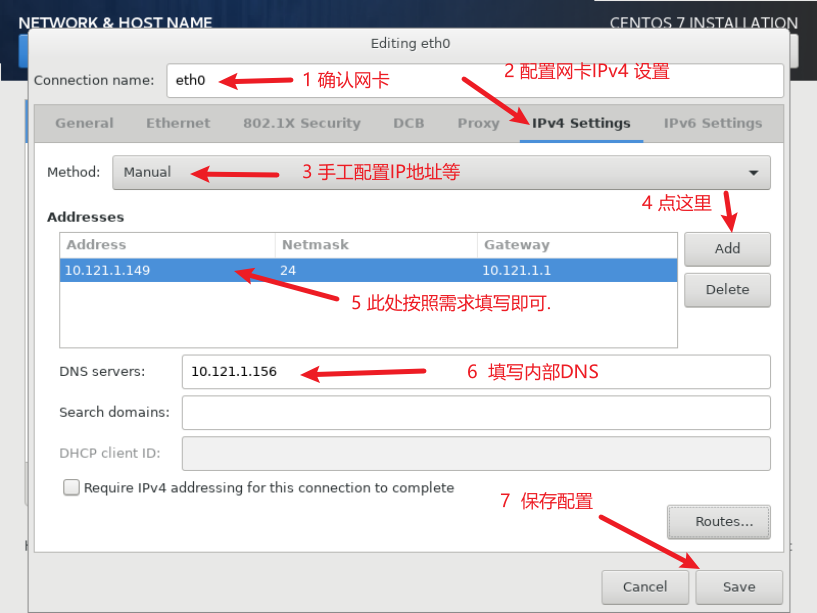 NETWORK & HOST NAME
CENTOS 7 INSTALLATION
Editing eth0
Connection name: eth0
1 确认网卡
2 配置网卡IPv4 设置
General Ethernet 802.1X Security DCB Proxy IPv4 Settings IPv6 Settings
Method: Manual
3 手工配置IP地址等
4 点这里
Addresses
Address Netmask Gateway
Add
10.121.1.149 24 10.121.1.1
Delete
5 此处按照需求填写即可.
DNS servers: 10.121.1.156
6 填写内部DNS
Search domains:
DHCP client ID:
Require IPv4 addressing for this connection to complete
7 保存配置
Routes...
Cancel Save